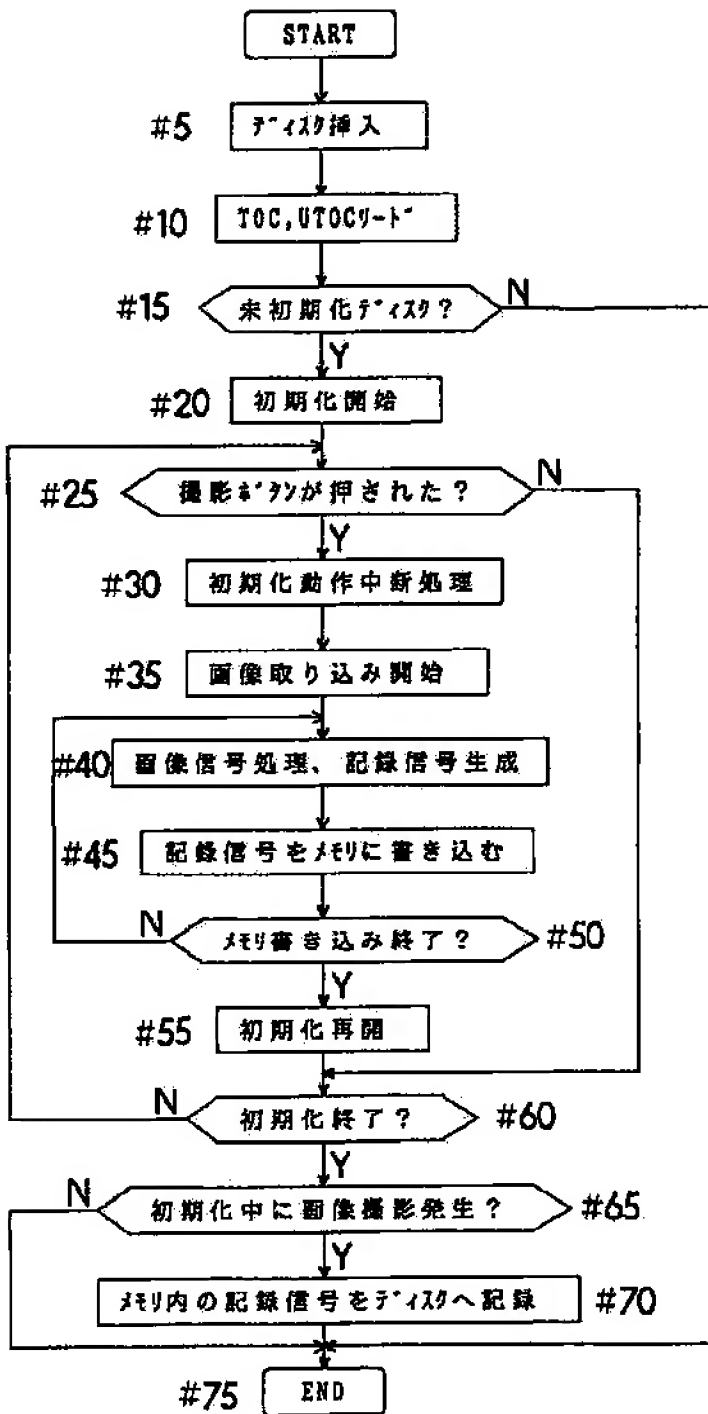 START
#5 ディスク挿入
#10 TOC,UTOCリード
#15 未初期化ディスク? N
Y
#20 初期化開始
#25 撮影ボタンが押された? N
Y
#30 初期化動作中断処理
#35 画像取り込み開始
#40 画像信号処理、記録信号生成
#45 記録信号をメモリに書き込む
N メモリ書き込み終了? #50
Y
#55 初期化再開
N 初期化終了? #60
Y
N 初期化中に画像撮影発生? #65
Y
メモリ内の記録信号をディスクへ記録 #70
#75 END